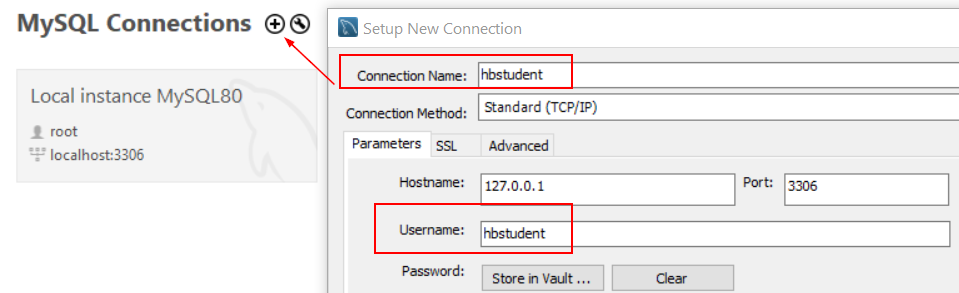 MySQL Connections
Local instance MySQL80
root
localhost:3306
Setup New Connection
Connection Name: hbstudent
Connection Method: Standard (TCP/IP)
Parameters SSL Advanced
Hostname: 127.0.0.1 Port: 3306
Username: hbstudent
Password: Store in Vault ... Clear